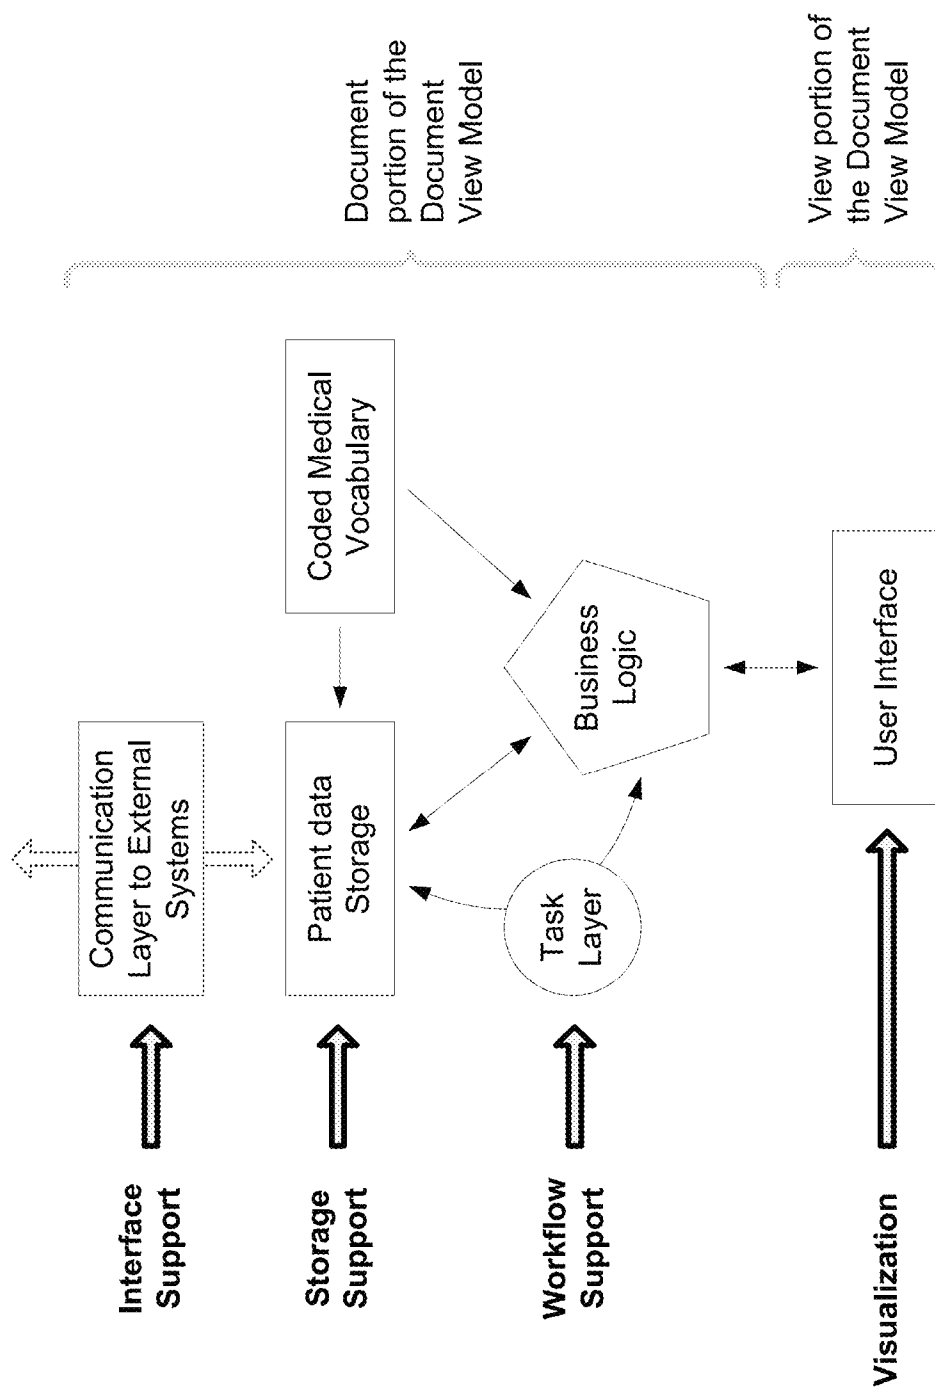 Interface
Support
Communication
Layer to External
Systems
Storage
Support
Patient data
Storage
Coded Medical
Vocabulary
Document
portion of the
Document
View Model
Workflow
Support
Task
Layer
Business
Logic
Visualization
User Interface
View portion of
the Document
View Model